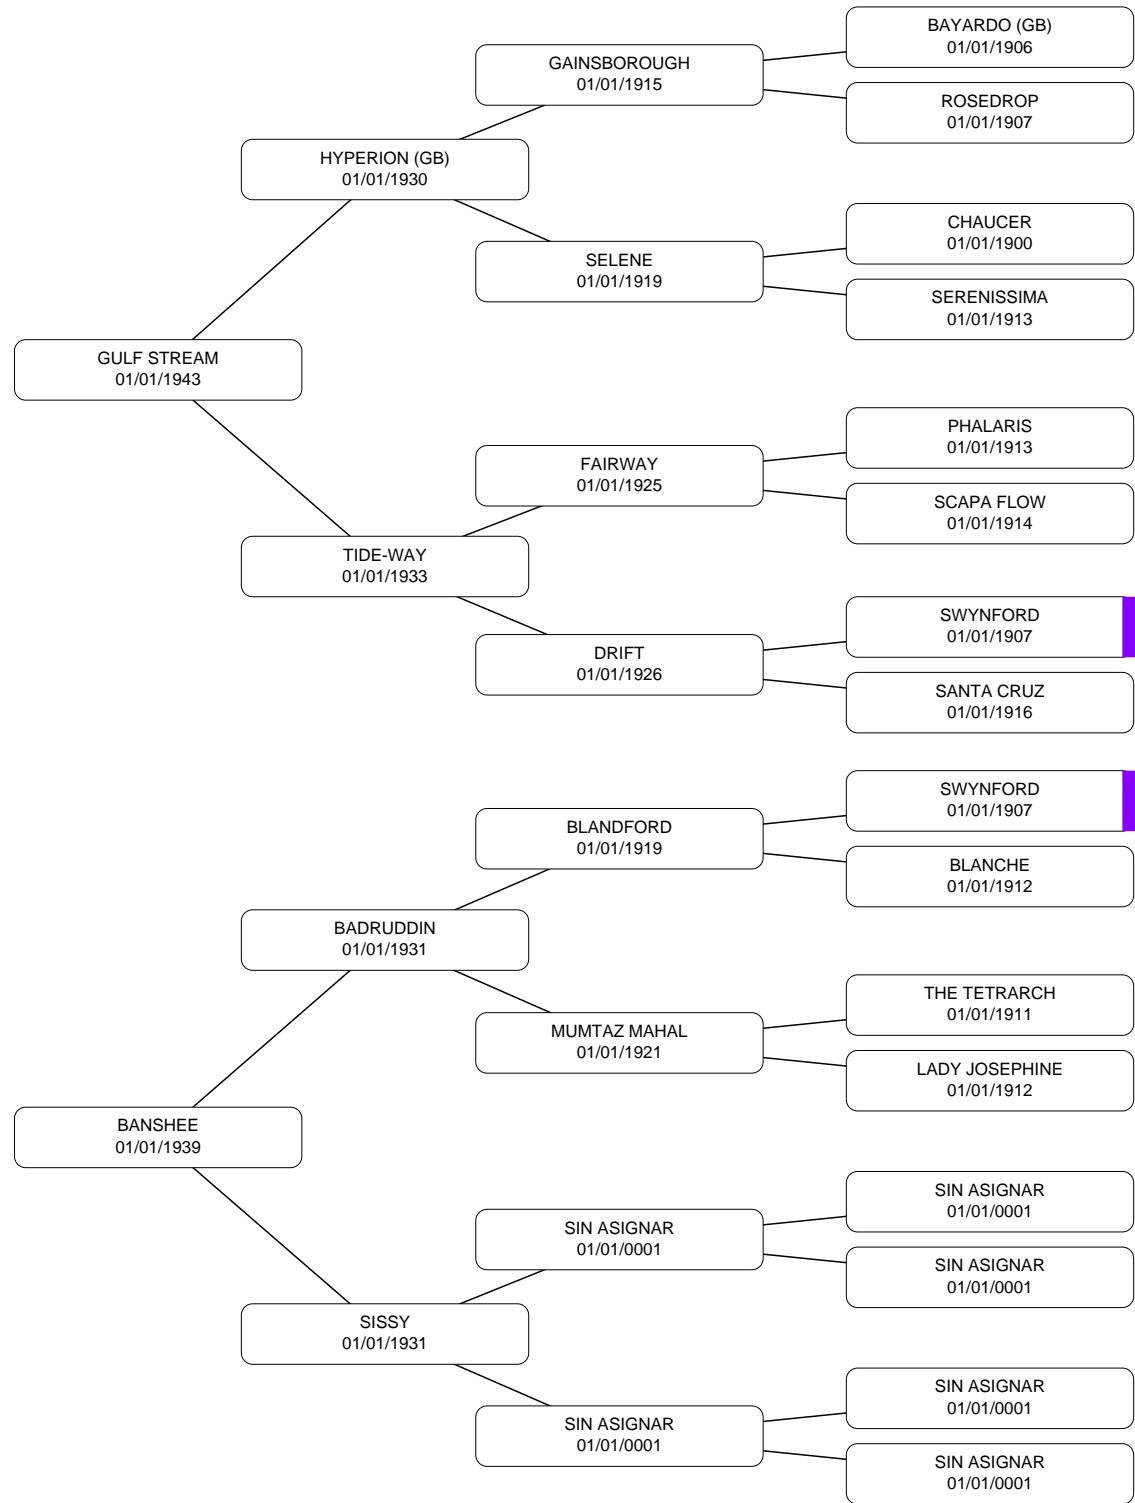 BAYARDO (GB)
01/01/1906
GAINSBOROUGH
01/01/1915
ROSEDROP
01/01/1907
HYPERION (GB)
01/01/1930
CHAUCER
01/01/1900
SELENE
01/01/1919
SERENISSIMA
01/01/1913
GULF STREAM
01/01/1943
PHALARIS
01/01/1913
FAIRWAY
01/01/1925
SCAPA FLOW
01/01/1914
TIDE-WAY
01/01/1933
SWYNFORD
01/01/1907
DRIFT
01/01/1926
SANTA CRUZ
01/01/1916
SWYNFORD
01/01/1907
BLANDFORD
01/01/1919
BLANCHE
01/01/1912
BADRUDDIN
01/01/1931
THE TETRARCH
01/01/1911
MUMTAZ MAHAL
01/01/1921
LADY JOSEPHINE
01/01/1912
BANSHEE
01/01/1939
SIN ASIGNAR
01/01/0001
SIN ASIGNAR
01/01/0001
SIN ASIGNAR
01/01/0001
SISSY
01/01/1931
SIN ASIGNAR
01/01/0001
SIN ASIGNAR
01/01/0001
SIN ASIGNAR
01/01/0001